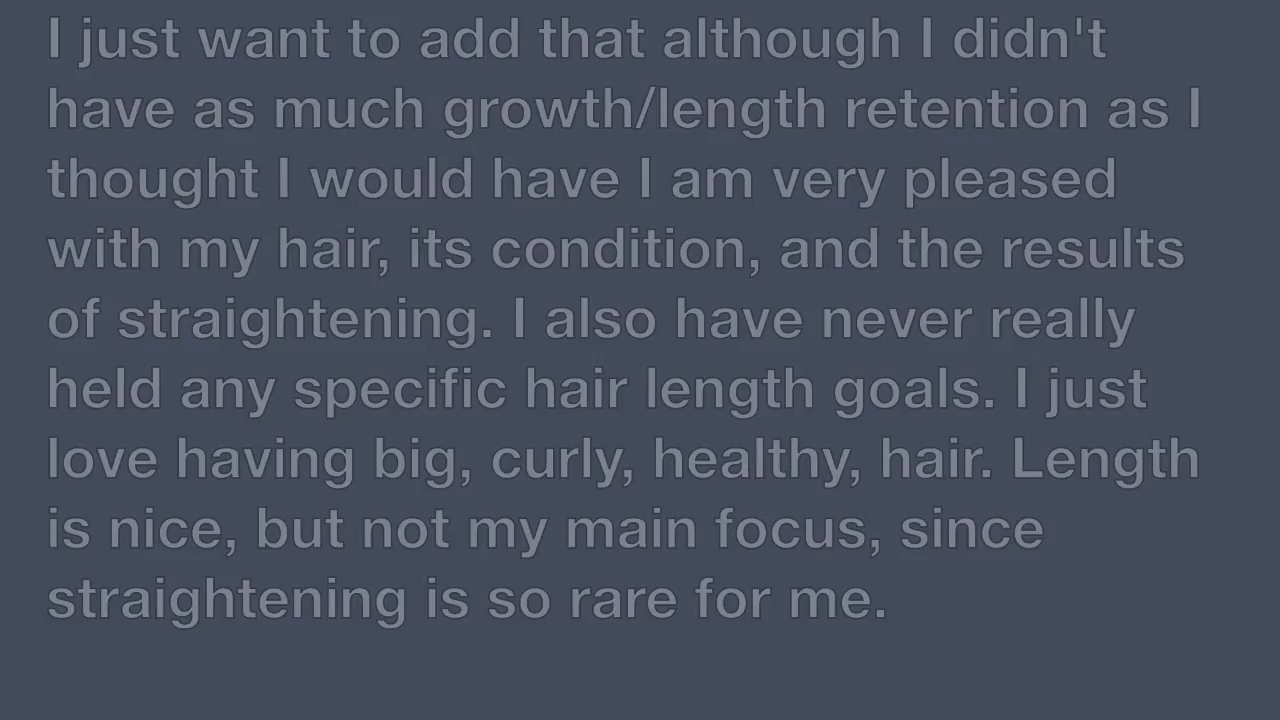 I just want to add that although I didn't
have as much growth/length retention as I
thought I would have I am very pleased
with my hair, its condition, and the results
of straightening. I also have never really
held any specific hair length goals. I just
love having big, curly, healthy, hair. Length
is nice, but not my main focus, since
straightening is so rare for me.